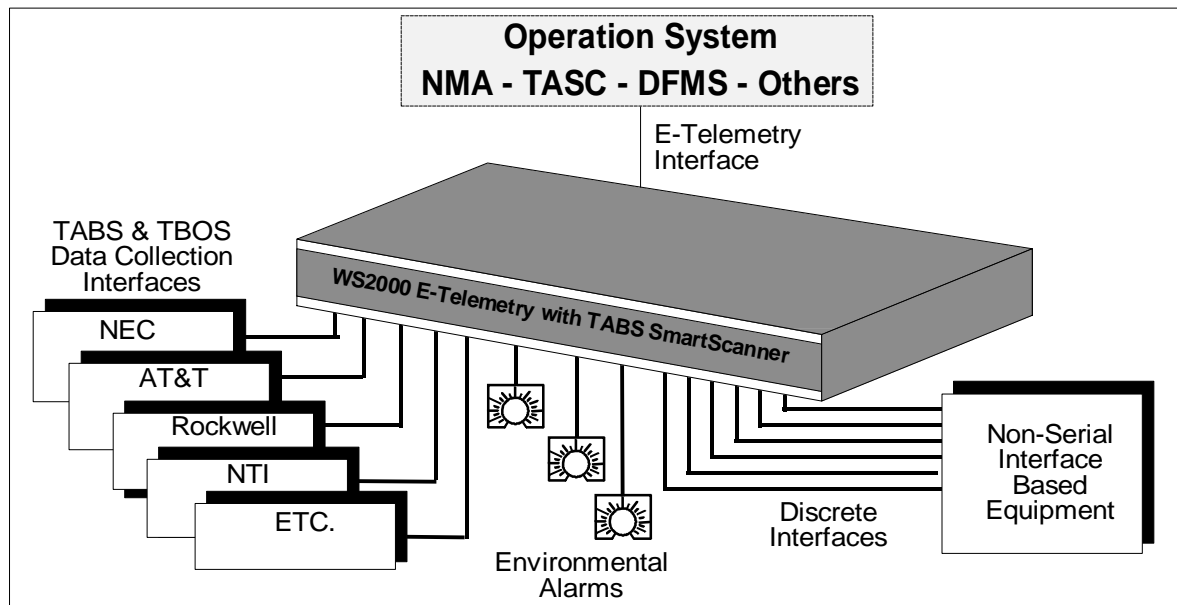 Operation System
NMA - TASC - DFMS - Others
E-Telemetry
Interface
TABS & TBOS
Data Collection
Interfaces
WS2000 E-Telemetry with TABS SmartScanner
NEC
AT&T
Rockwell
NTI
ETC.
Environmental
Alarms
Discrete
Interfaces
Non-Serial
Interface
Based
Equipment